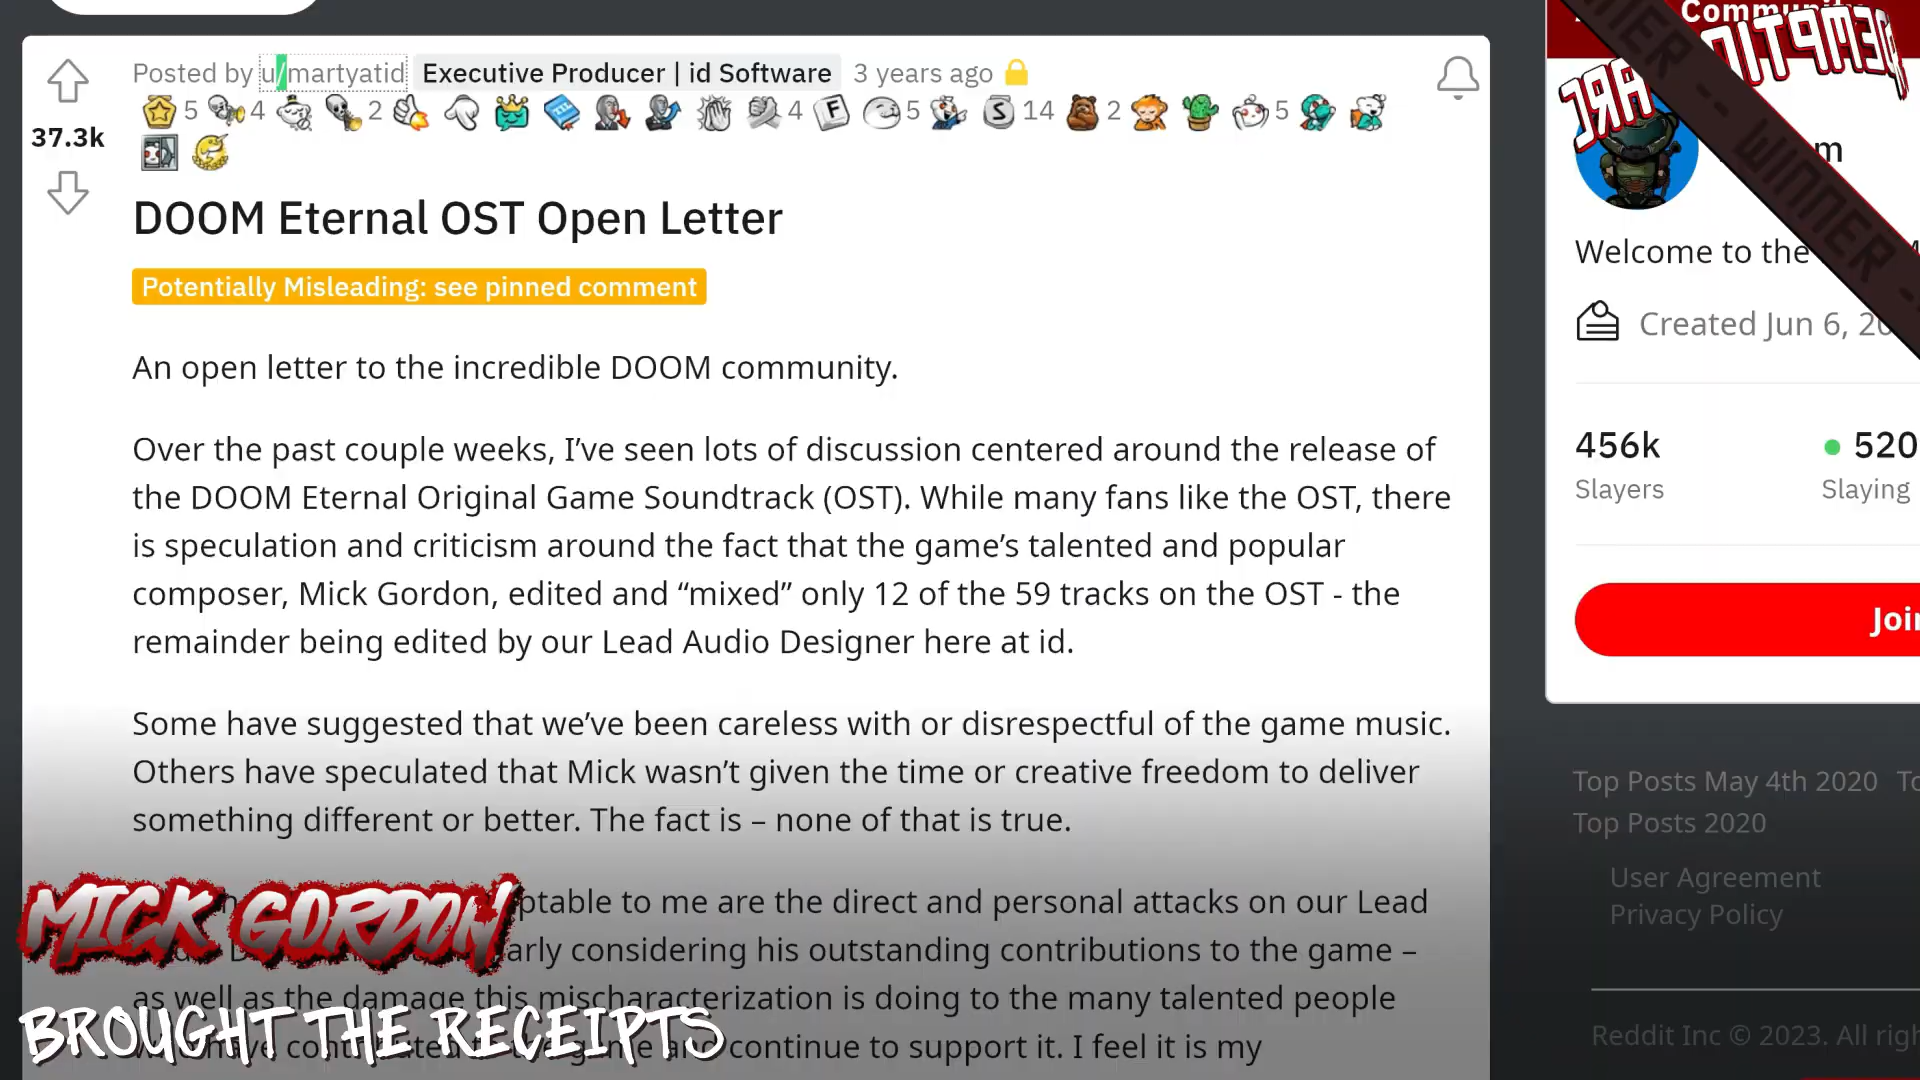 Posted by u/martyatid Executive Producer | id Software 3 years ago
5 4 2 4 5 14 2 5
37.3k
DOOM Eternal OST Open Letter
Potentially Misleading: see pinned comment
An open letter to the incredible DOOM community.
Over the past couple weeks, I’ve seen lots of discussion centered around the release of
the DOOM Eternal Original Game Soundtrack (OST). While many fans like the OST, there
is speculation and criticism around the fact that the game’s talented and popular
composer, Mick Gordon, edited and “mixed” only 12 of the 59 tracks on the OST - the
remainder being edited by our Lead Audio Designer here at id.
Some have suggested that we’ve been careless with or disrespectful of the game music.
Others have speculated that Mick wasn’t given the time or creative freedom to deliver
something different or better. The fact is – none of that is true.
ptable to me are the direct and personal attacks on our Lead
arly considering his outstanding contributions to the game –
as well as the damage this mischaracterization is doing to the many talented people
and continue to support it. I feel it is my
MICK GORDON
BROUGHT THE RECEIPTS
Communi
WINNER
Welcome to the
Created Jun 6, 20
456k
520
Slayers
Slaying
Join
Top Posts May 4th 2020
Top Posts 2020
User Agreement
Privacy Policy
Reddit Inc © 2023. All righ